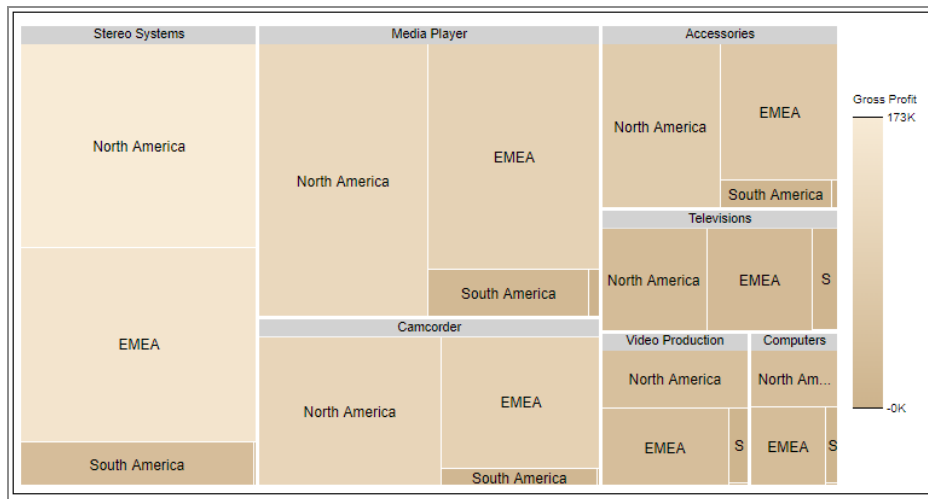 Stereo Systems
North America
EMEA
South America
Media Player
North America
EMEA
South America
Camcorder
North America
EMEA
South America
Accessories
North America
EMEA
South America
Televisions
North America
EMEA
S
Video Production
North America
EMEA
S
Computers
North Am...
EMEA
S
Gross Profit
173K
-0K